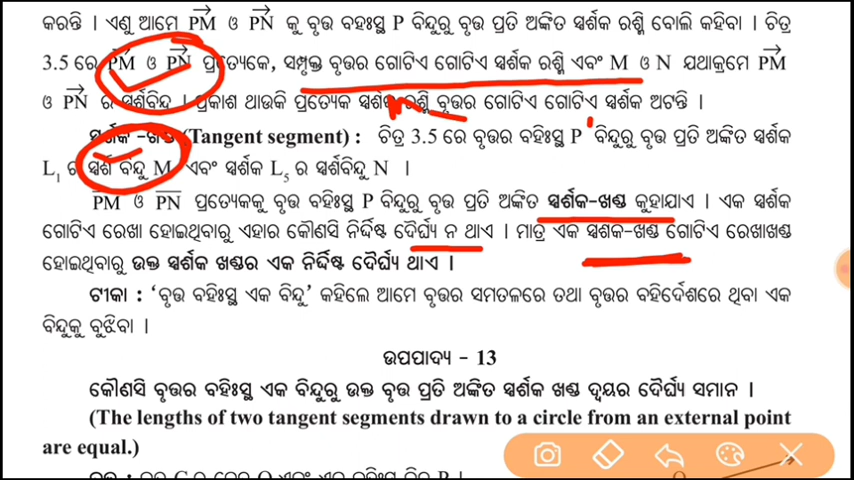 କରନ୍ତି । ଏଣୁ ଆମେ PM ଓ PN କୁ ବୃତ୍ତ ବହିଃସ୍ଥ P ବିନ୍ଦୁରୁ ବୃତ୍ତ ପ୍ରତି ଅଙ୍କିତ ସ୍ପର୍ଶକ ରଶ୍ମି ବୋଲି କହିବା । ଚିତ୍ର
3.5 ରେ PM ଓ PN ପ୍ରତ୍ୟେକେ, ସମ୍ପୃକ୍ତ ବୃତ୍ତର ଗୋଟିଏ ଗୋଟିଏ ସ୍ପର୍ଶକ ରଶ୍ମି ଏବଂ M ଓ N ଯଥାକ୍ରମେ PM
ଓ PN ର ସ୍ପର୍ଶବିନ୍ଦୁ । ପ୍ରକାଶ ଥାଉକି ପ୍ରତ୍ୟେକ ସ୍ପର୍ଶକ ରଶ୍ମି ବୃତ୍ତର ଗୋଟିଏ ଗୋଟିଏ ସ୍ପର୍ଶକ ଅଟନ୍ତି ।
ସ୍ପର୍ଶକ -ଖଣ୍ଡ (Tangent segment) : ଚିତ୍ର 3.5 ରେ ବୃତ୍ତର ବହିଃସ୍ଥ P ବିନ୍ଦୁରୁ ବୃତ୍ତ ପ୍ରତି ଅଙ୍କିତ ସ୍ପର୍ଶକ
L₁ ର ସ୍ପର୍ଶ ବିନ୍ଦୁ M ଏବଂ ସ୍ପର୍ଶକ L₅ ର ସ୍ପର୍ଶବିନ୍ଦୁ N ।
PM ଓ PN ପ୍ରତ୍ୟେକକୁ ବୃତ୍ତ ବହିଃସ୍ଥ P ବିନ୍ଦୁରୁ ବୃତ୍ତ ପ୍ରତି ଅଙ୍କିତ ସ୍ପର୍ଶକ-ଖଣ୍ଡ କୁହାଯାଏ । ଏକ ସ୍ପର୍ଶକ
ଗୋଟିଏ ରେଖା ହୋଇଥିବାରୁ ଏହାର କୌଣସି ନିର୍ଦ୍ଦିଷ୍ଟ ଦୈର୍ଘ୍ୟ ନ ଥାଏ । ମାତ୍ର ଏକ ସ୍ପର୍ଶକ-ଖଣ୍ଡ ଗୋଟିଏ ରେଖାଖଣ୍ଡ
ହୋଇଥିବାରୁ ଉକ୍ତ ସ୍ପର୍ଶକ ଖଣ୍ଡର ଏକ ନିର୍ଦ୍ଦିଷ୍ଟ ଦୈର୍ଘ୍ୟ ଥାଏ ।
ଟୀକା : ‘ବୃତ୍ତ ବହିଃସ୍ଥ ଏକ ବିନ୍ଦୁ’ କହିଲେ ଆମେ ବୃତ୍ତର ସମତଳରେ ତଥା ବୃତ୍ତର ବହିର୍ଦେଶରେ ଥିବା ଏକ
ବିନ୍ଦୁକୁ ବୁଝିବା ।
ଉପପାଦ୍ୟ - 13
କୌଣସି ବୃତ୍ତର ବହିଃସ୍ଥ ଏକ ବିନ୍ଦୁରୁ ଉକ୍ତ ବୃତ୍ତ ପ୍ରତି ଅଙ୍କିତ ସ୍ପର୍ଶକ ଖଣ୍ଡ ଦ୍ୱୟର ଦୈର୍ଘ୍ୟ ସମାନ ।
(The lengths of two tangent segments drawn to a circle from an external point
are equal.)